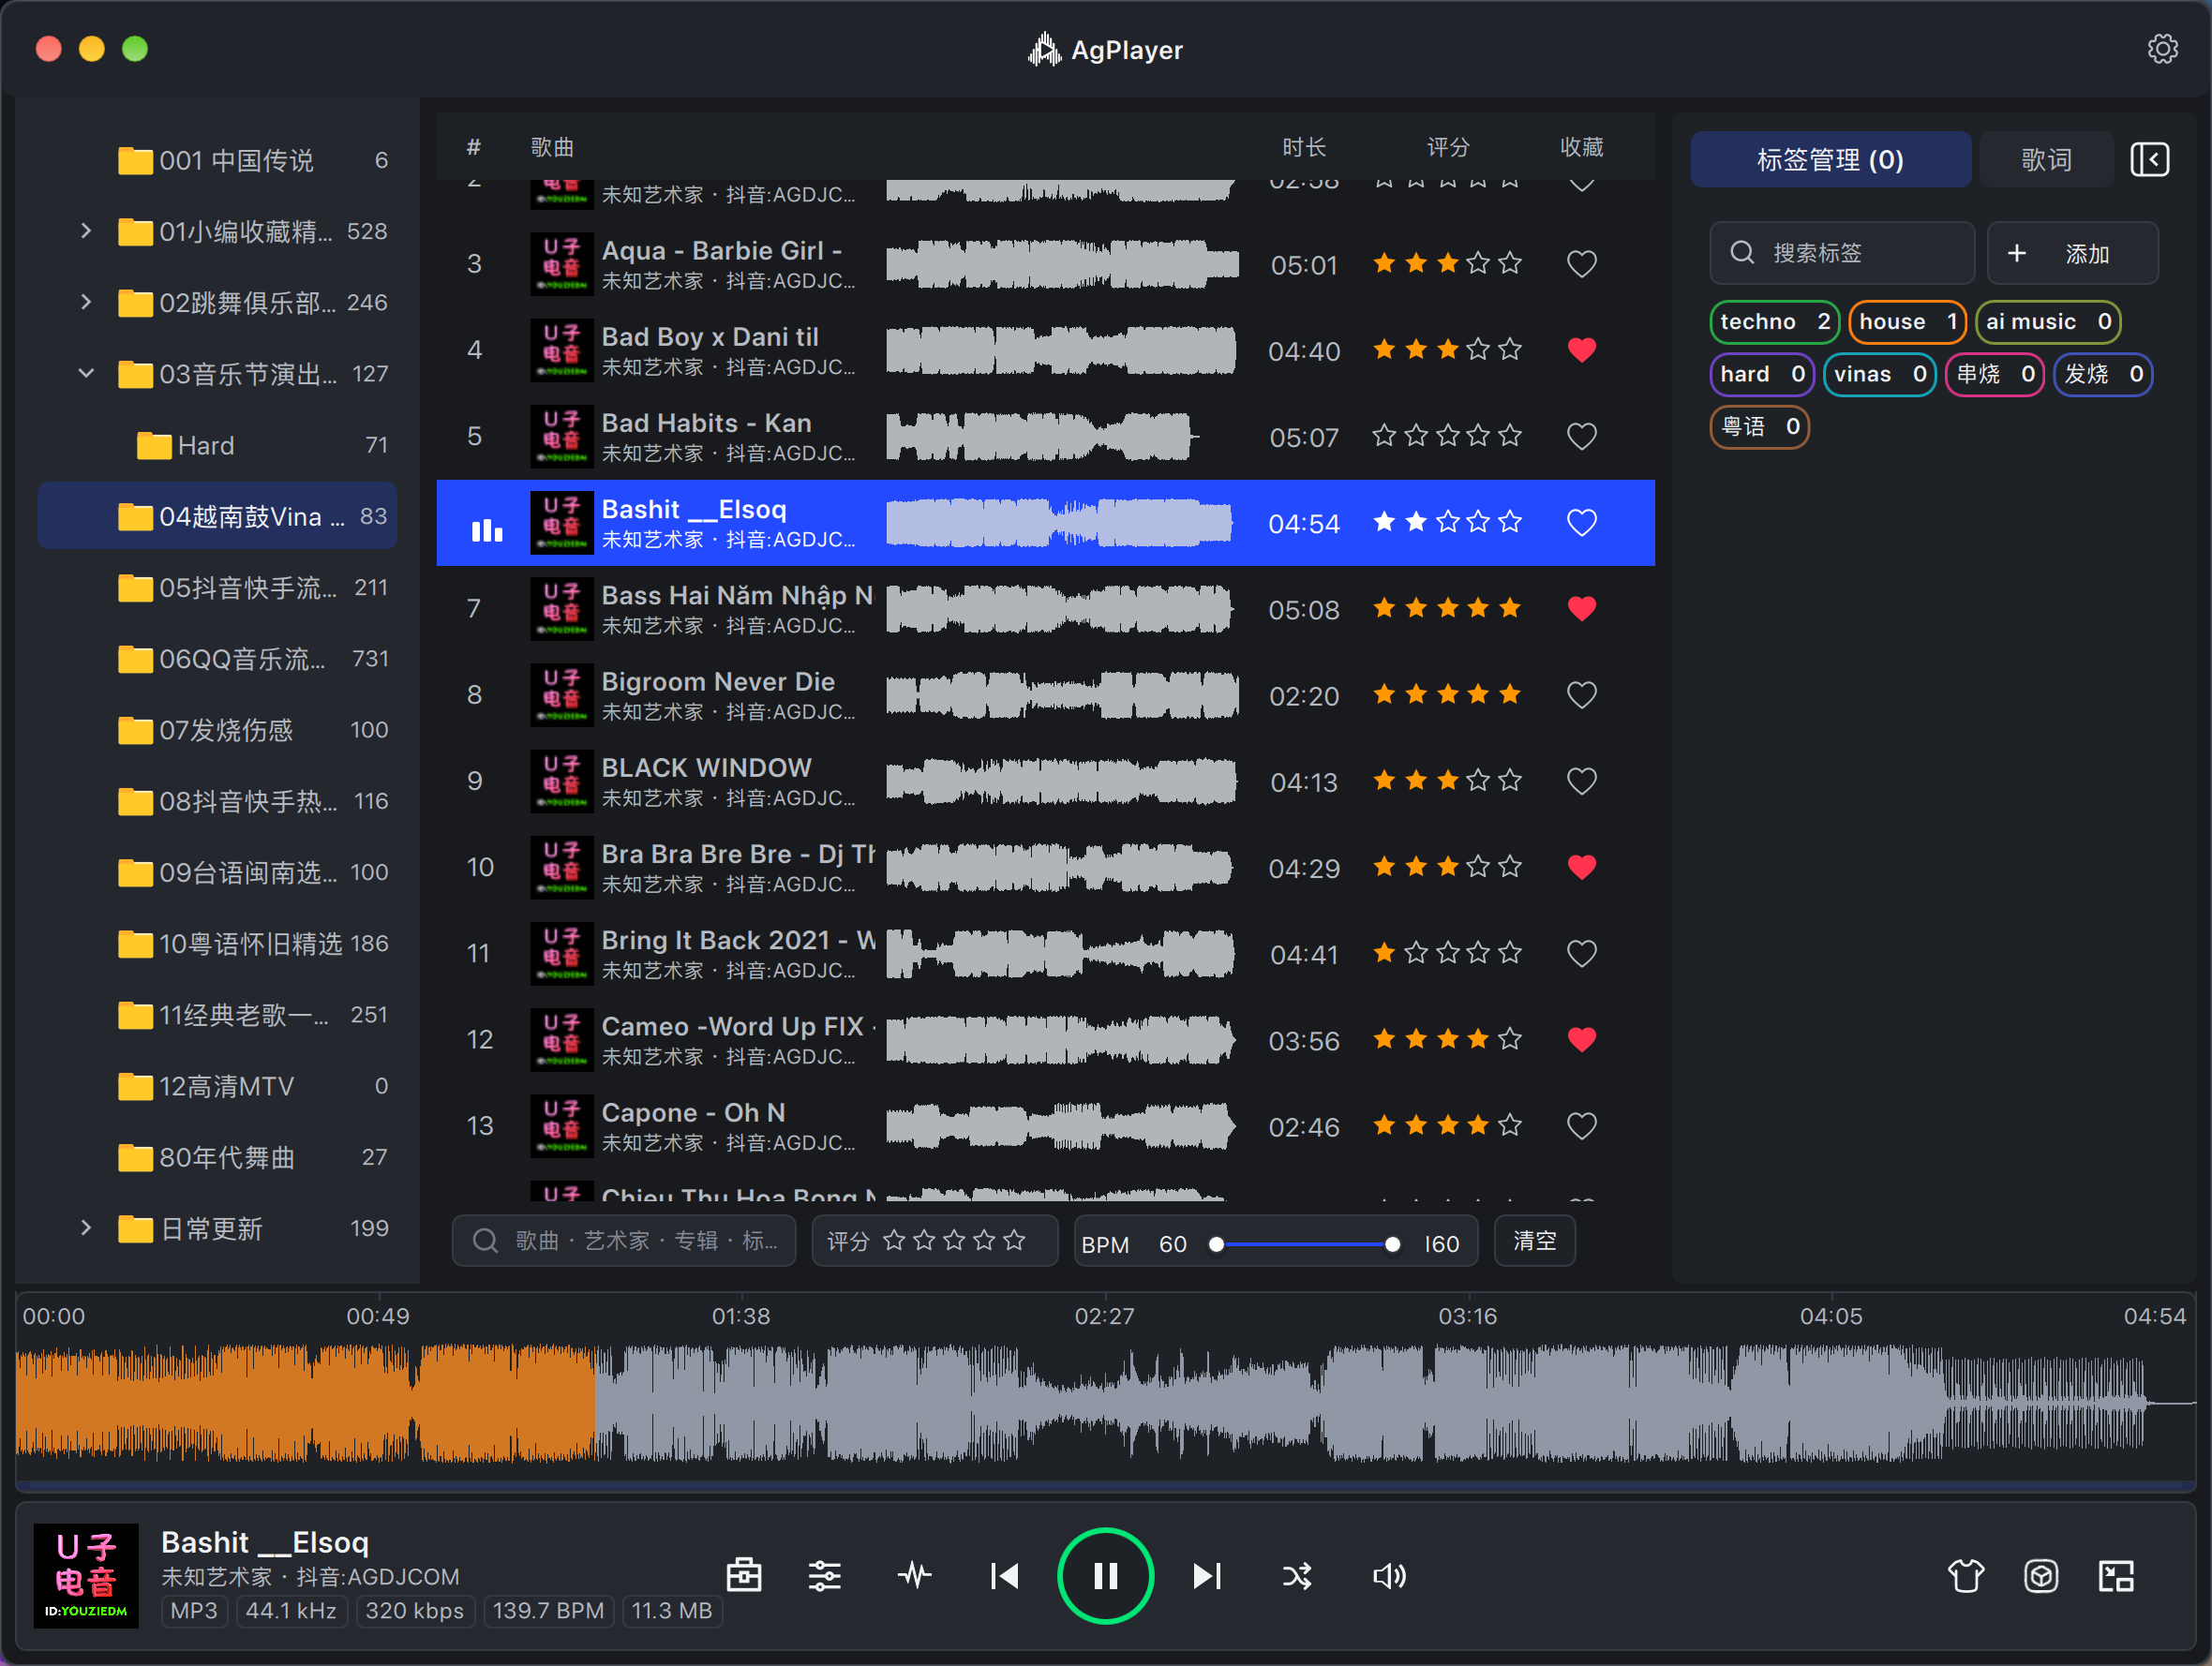 AgPlayer
001 中国传说 6
01小编收藏精... 528
02跳舞俱乐部... 246
03音乐节演出... 127
Hard 71
04越南鼓Vina ... 83
05抖音快手流... 211
06QQ音乐流... 731
07发烧伤感 100
08抖音快手热... 116
09台语闽南选... 100
10粤语怀旧精选 186
11经典老歌一... 251
12高清MTV 0
80年代舞曲 27
日常更新 199
# 歌曲 时长 评分 收藏
2 02:58
未知艺术家 · 抖音:AGDJC...
3 Aqua - Barbie Girl - 05:01
未知艺术家 · 抖音:AGDJC...
4 Bad Boy x Dani til 04:40
未知艺术家 · 抖音:AGDJC...
5 Bad Habits - Kan 05:07
未知艺术家 · 抖音:AGDJC...
Bashit __Elsoq 04:54
未知艺术家 · 抖音:AGDJC...
7 Bass Hai Năm Nhập N 05:08
未知艺术家 · 抖音:AGDJC...
8 Bigroom Never Die 02:20
未知艺术家 · 抖音:AGDJC...
9 BLACK WINDOW 04:13
未知艺术家 · 抖音:AGDJC...
10 Bra Bra Bre Bre - Dj Th 04:29
未知艺术家 · 抖音:AGDJC...
11 Bring It Back 2021 - W 04:41
未知艺术家 · 抖音:AGDJC...
12 Cameo -Word Up FIX - 03:56
未知艺术家 · 抖音:AGDJC...
13 Capone - Oh N 02:46
未知艺术家 · 抖音:AGDJC...
Chieu Thu Hoa Bong N
歌曲 · 艺术家 · 专辑 · 标...
评分
BPM 60 160
清空
标签管理 (0) 歌词
搜索标签 + 添加
techno 2 house 1 ai music 0
hard 0 vinas 0 串烧 0 发烧 0
粤语 0
00:00 00:49 01:38 02:27 03:16 04:05 04:54
U子
电音
ID:YOUZIEDM
Bashit __Elsoq
未知艺术家 · 抖音:AGDJCOM
MP3 44.1 kHz 320 kbps 139.7 BPM 11.3 MB